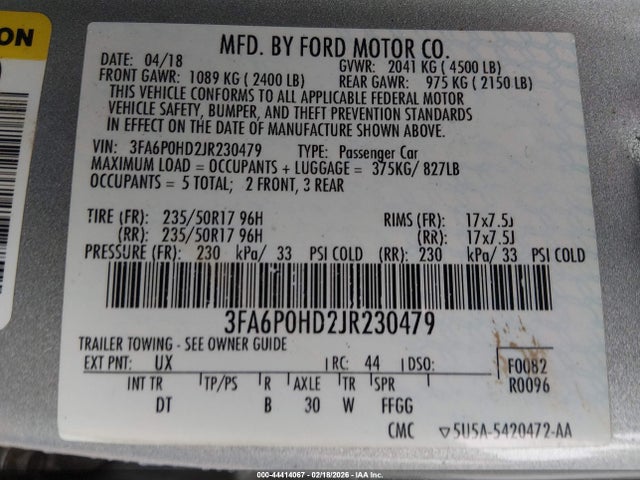 ON
MFD. BY FORD MOTOR CO.
DATE: 04/18 GVWR: 2041 KG ( 4500 LB)
FRONT GAWR: 1089 KG ( 2400 LB) REAR GAWR: 975 KG ( 2150 LB)
THIS VEHICLE CONFORMS TO ALL APPLICABLE FEDERAL MOTOR
VEHICLE SAFETY, BUMPER, AND THEFT PREVENTION STANDARDS
IN EFFECT ON THE DATE OF MANUFACTURE SHOWN ABOVE.
VIN: 3FA6P0HD2JR230479 TYPE: Passenger Car
MAXIMUM LOAD = OCCUPANTS + LUGGAGE = 375KG/ 827LB
OCCUPANTS = 5 TOTAL; 2 FRONT, 3 REAR
TIRE (FR): 235/50R17 96H RIMS (FR): 17x7.5J
(RR): 235/50R17 96H (RR): 17x7.5J
PRESSURE (FR): 230 kPa/ 33 PSI COLD (RR): 230 kPa/ 33 PSI COLD
3FA6P0HD2JR230479
TRAILER TOWING - SEE OWNER GUIDE
EXT PNT: UX RC: 44 DSO: F0082
INT TR TP/PS R AXLE TR SPR R0096
DT B 30 W FFGG
CMC ▽5U5A-5420472-AA
000-44414067 - 02/18/2026 - IAA Inc.